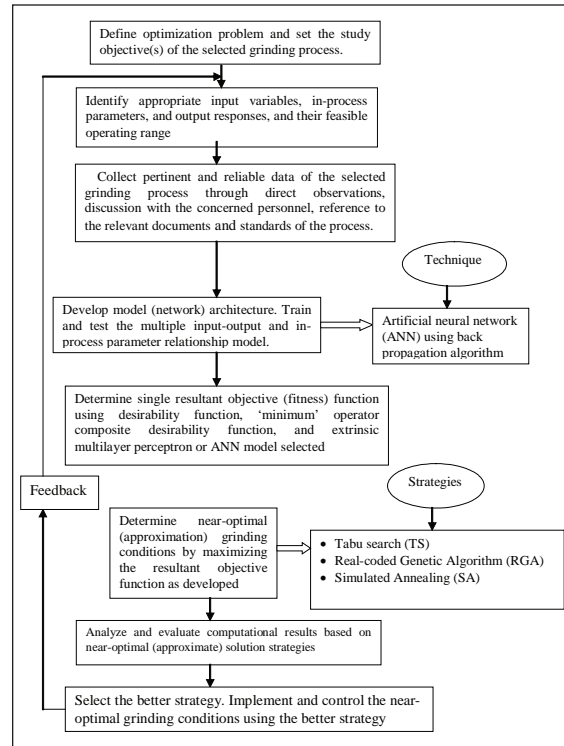 Define optimization problem and set the study
objective(s) of the selected grinding process.
Identify appropriate input variables, in-process
parameters, and output responses, and their feasible
operating range
Collect pertinent and reliable data of the selected
grinding process through direct observations,
discussion with the concerned personnel, reference to
the relevant documents and standards of the process.
Technique
Develop model (network) architecture. Train
and test the multiple input-output and in-
process parameter relationship model.
Artificial neural network
(ANN) using back
propagation algorithm
Determine single resultant objective (fitness) function
using desirability function, ‘minimum’ operator
composite desirability function, and extrinsic
multilayer perceptron or ANN model selected
Feedback
Strategies
Determine near-optimal
(approximation) grinding
conditions by maximizing
the resultant objective
function as developed
• Tabu search (TS)
• Real-coded Genetic Algorithm (RGA)
• Simulated Annealing (SA)
Analyze and evaluate computational results based on
near-optimal (approximate) solution strategies
Select the better strategy. Implement and control the near-
optimal grinding conditions using the better strategy